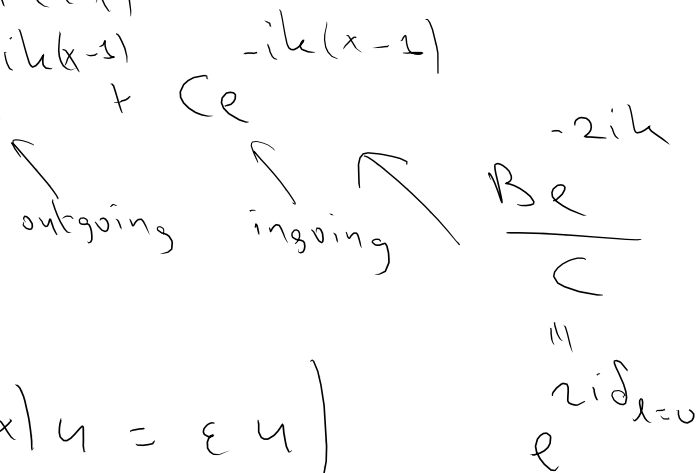 ik(x-1) + Ce^{-ik(x-1)}
outgoing ingoing
Be^{-2ik}
C
≡
e^{2iδ_{l=0}}
x) u = ε u